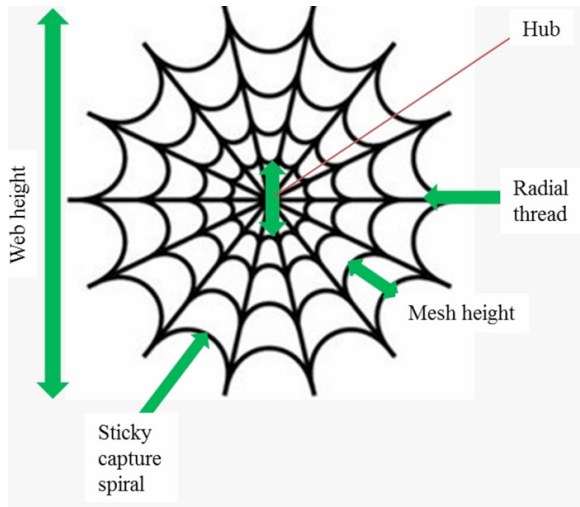 Hub
Web height
Radial
thread
Mesh height
Sticky
capture
spiral